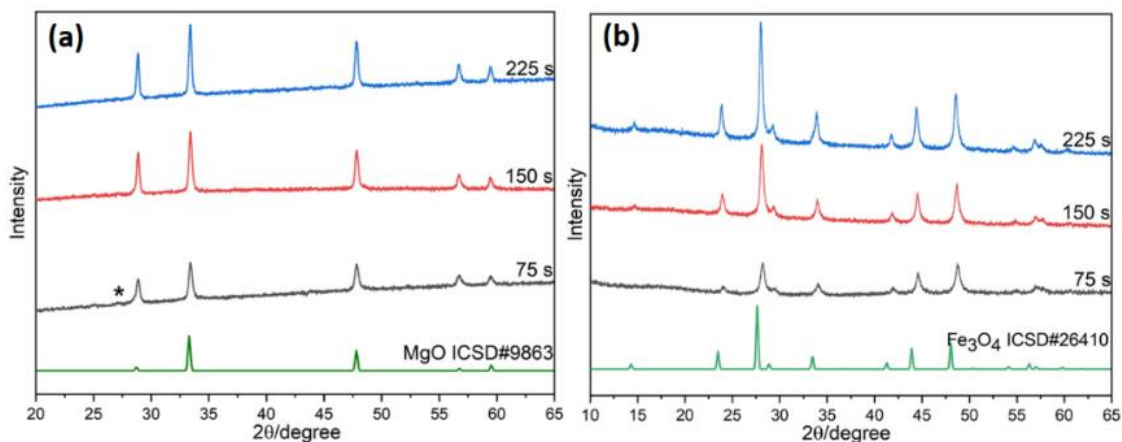 (a)
225 s
150 s
75 s
*
MgO ICSD#9863
Intensity
20 25 30 35 40 45 50 55 60 65
2θ/degree
(b)
225 s
150 s
75 s
Fe₃O₄ ICSD#26410
Intensity
10 15 20 25 30 35 40 45 50 55 60 65
2θ/degree